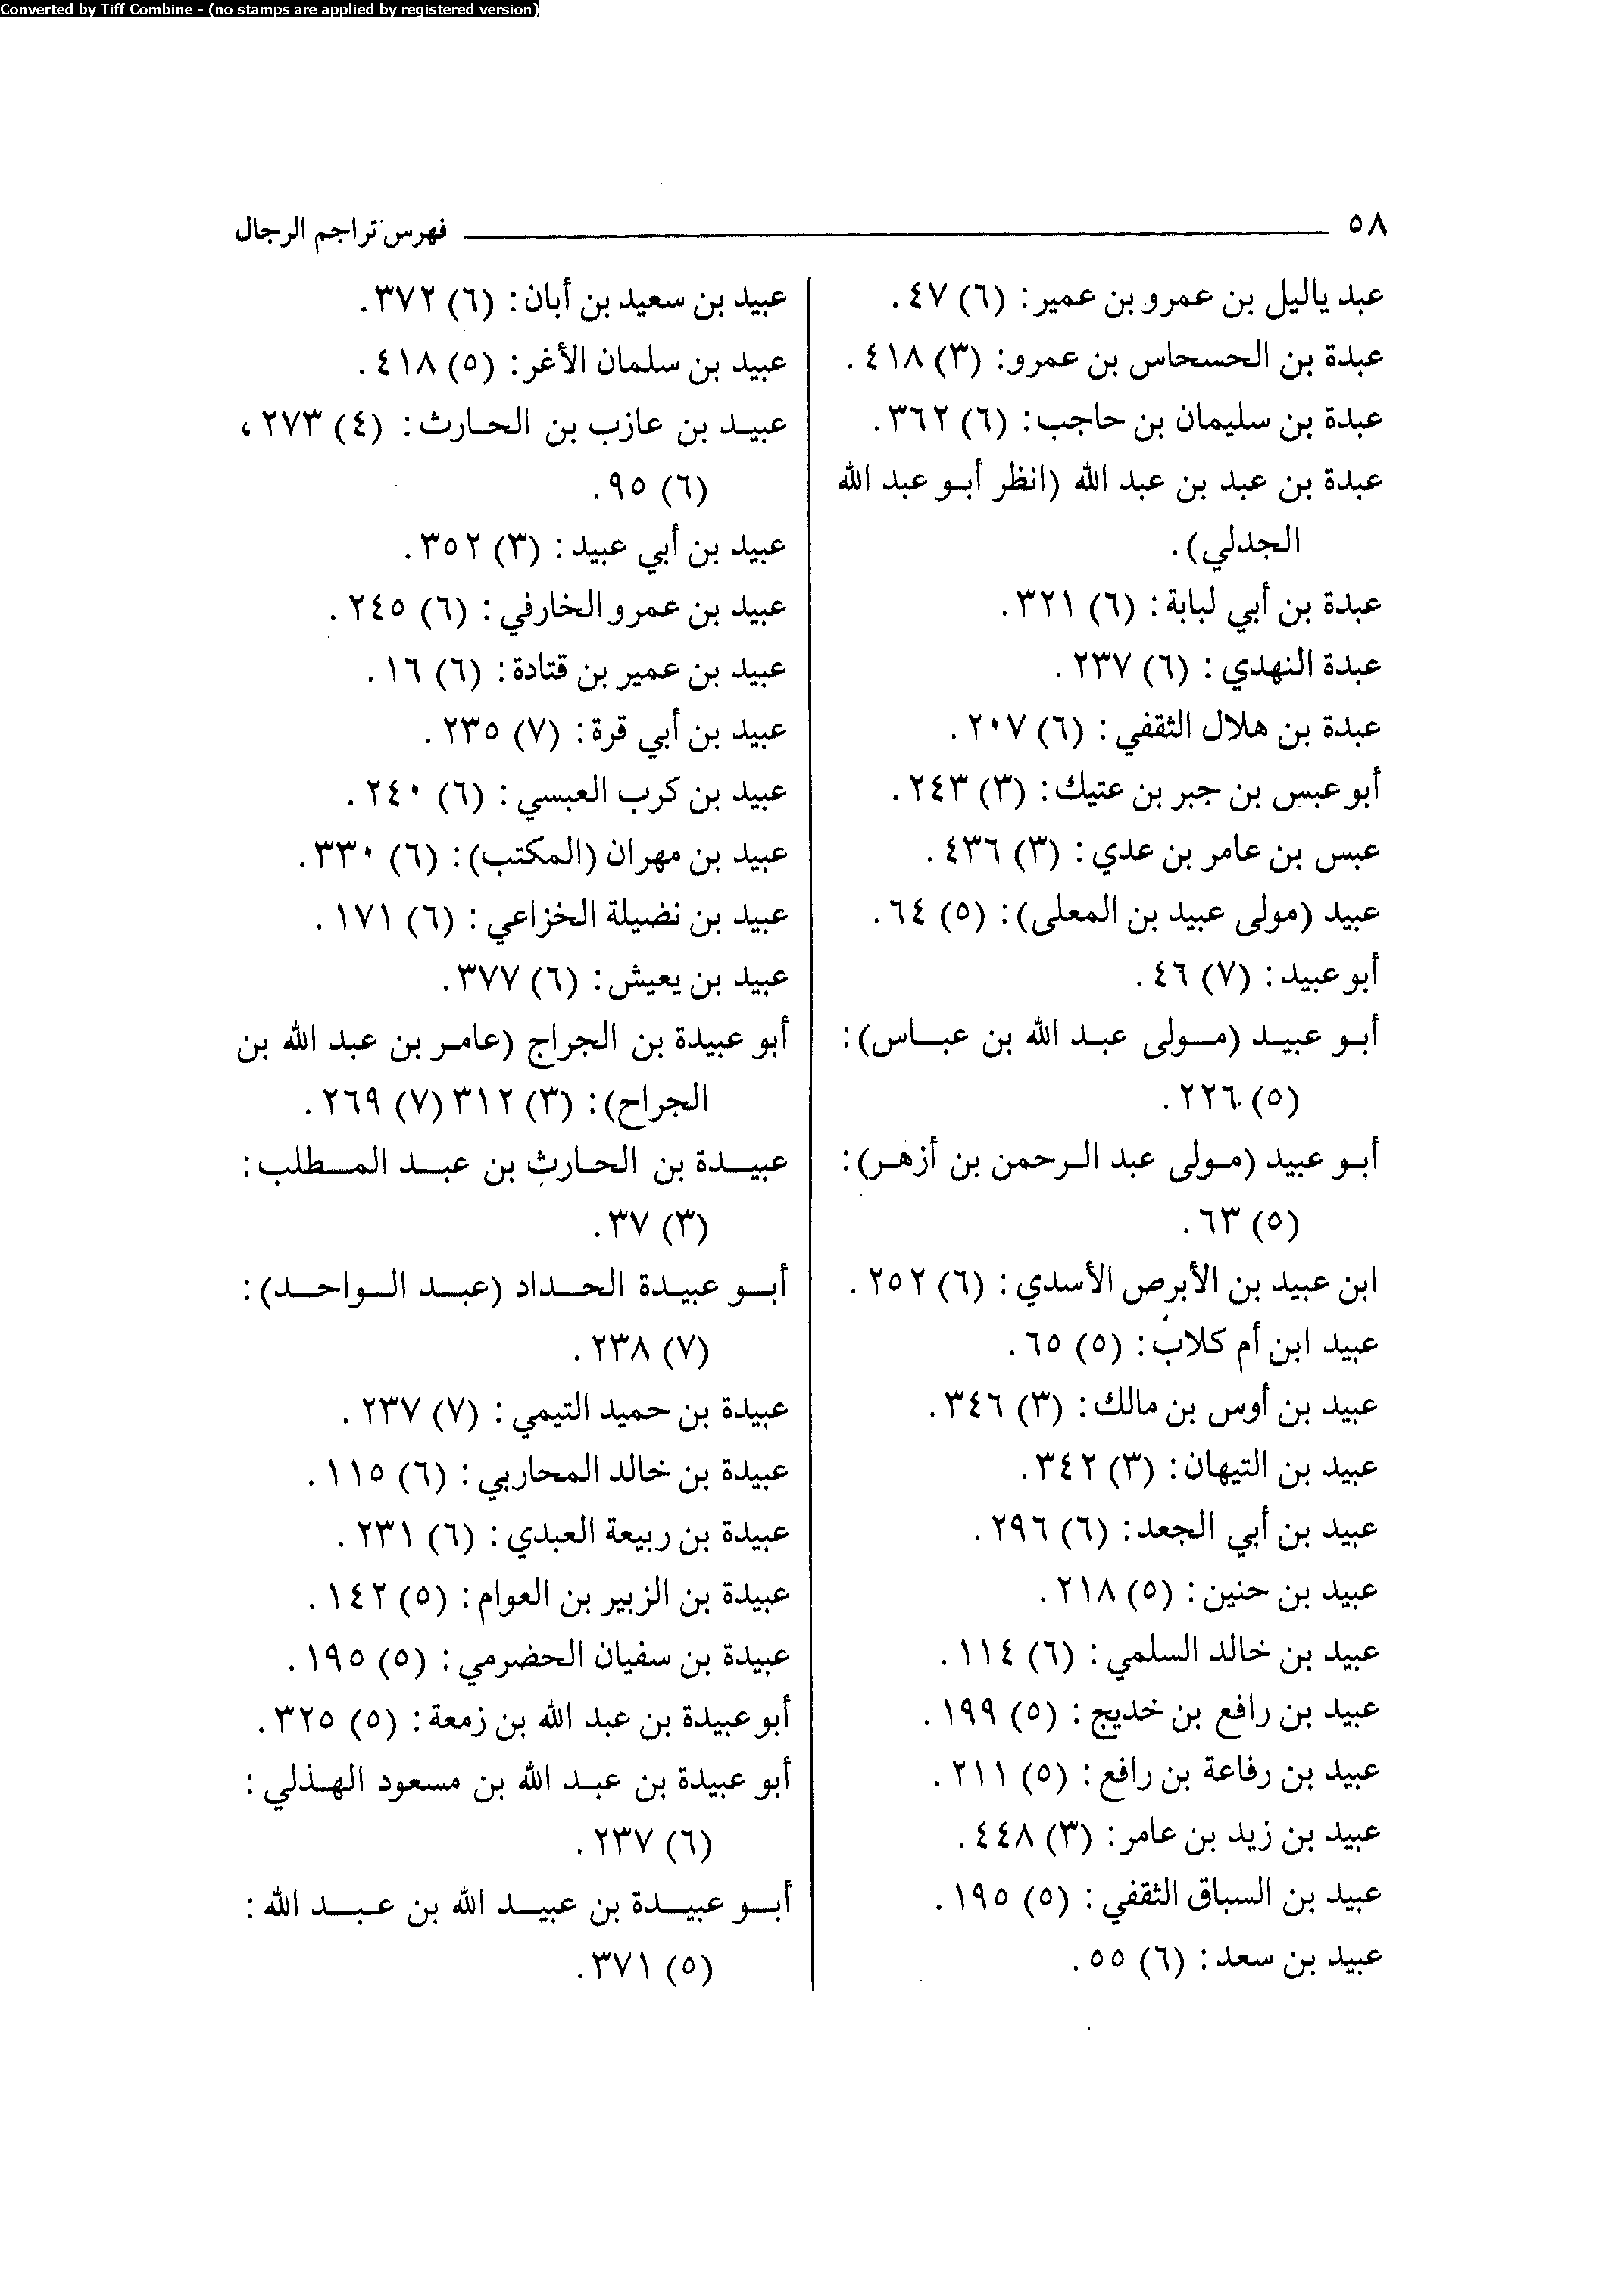 Converted by Tiff Combine - (no stamps are applied by registered version)
٥٨ فهرس تراجم الرجال
عبد ياليل بن عمرو بن عمير: (٦) ٤٧.
عبدة بن الحسحاس بن عمرو: (٣) ٤١٨.
عبدة بن سليمان بن حاجب: (٦) ٣٦٢.
عبدة بن عبد بن عبد الله (انظر أبو عبد الله
الجدلي).
عبدة بن أبي لبابة: (٦) ٣٢١.
عبدة النهدي: (٦) ٢٣٧.
عبدة بن هلال الثقفي: (٦) ٢٠٧.
أبو عبس بن جبر بن عتيك: (٣) ٢٤٣.
عبس بن عامر بن عدي: (٣) ٤٣٦.
عبيد (مولى عبيد بن المعلى): (٥) ٦٤.
أبو عبيد: (٧) ٤٦.
أبو عبيد (مولى عبد الله بن عباس):
(٥) ٢٢٦.
أبو عبيد (مولى عبد الرحمن بن أزهر):
(٥) ٦٣.
ابن عبيد بن الأبرص الأسدي: (٦) ٢٥٢.
عبيد ابن أم كلاب: (٥) ٦٥.
عبيد بن أوس بن مالك: (٣) ٣٤٦.
عبيد بن التيهان: (٣) ٣٤٢.
عبيد بن أبي الجعد: (٦) ٢٩٦.
عبيد بن حنين: (٥) ٢١٨.
عبيد بن خالد السلمي: (٦) ١١٤.
عبيد بن رافع بن خديج: (٥) ١٩٩.
عبيد بن رفاعة بن رافع: (٥) ٢١١.
عبيد بن زيد بن عامر: (٣) ٤٤٨.
عبيد بن السباق الثقفي: (٥) ١٩٥.
عبيد بن سعد: (٦) ٥٥.
عبيد بن سعيد بن أبان: (٦) ٣٧٢.
عبيد بن سلمان الأغر: (٥) ٤١٨.
عبيد بن عازب بن الحارث: (٤) ٢٧٣،
(٦) ٩٥.
عبيد بن أبي عبيد: (٣) ٣٥٢.
عبيد بن عمرو الخارفي: (٦) ٢٤٥.
عبيد بن عمير بن قتادة: (٦) ١٦.
عبيد بن أبي قرة: (٧) ٢٣٥.
عبيد بن كرب العبسي: (٦) ٢٤٠.
عبيد بن مهران (المكتب): (٦) ٣٣٠.
عبيد بن نضيلة الخزاعي: (٦) ١٧١.
عبيد بن يعيش: (٦) ٣٧٧.
أبو عبيدة بن الجراج (عامر بن عبد الله بن
الجراح): (٣) ٣١٢ (٧) ٢٦٩.
عبيدة بن الحارث بن عبد المطلب:
(٣) ٣٧.
أبو عبيدة الحداد (عبد الواحد):
(٧) ٢٣٨.
عبيدة بن حميد التيمي: (٧) ٢٣٧.
عبيدة بن خالد المحاربي: (٦) ١١٥.
عبيدة بن ربيعة العبدي: (٦) ٢٣١.
عبيدة بن الزبير بن العوام: (٥) ١٤٢.
عبيدة بن سفيان الحضرمي: (٥) ١٩٥.
أبو عبيدة بن عبد الله بن زمعة: (٥) ٣٢٥.
أبو عبيدة بن عبد الله بن مسعود الهذلي:
(٦) ٢٣٧.
أبو عبيدة بن عبيد الله بن عبد الله:
(٥) ٣٧١.